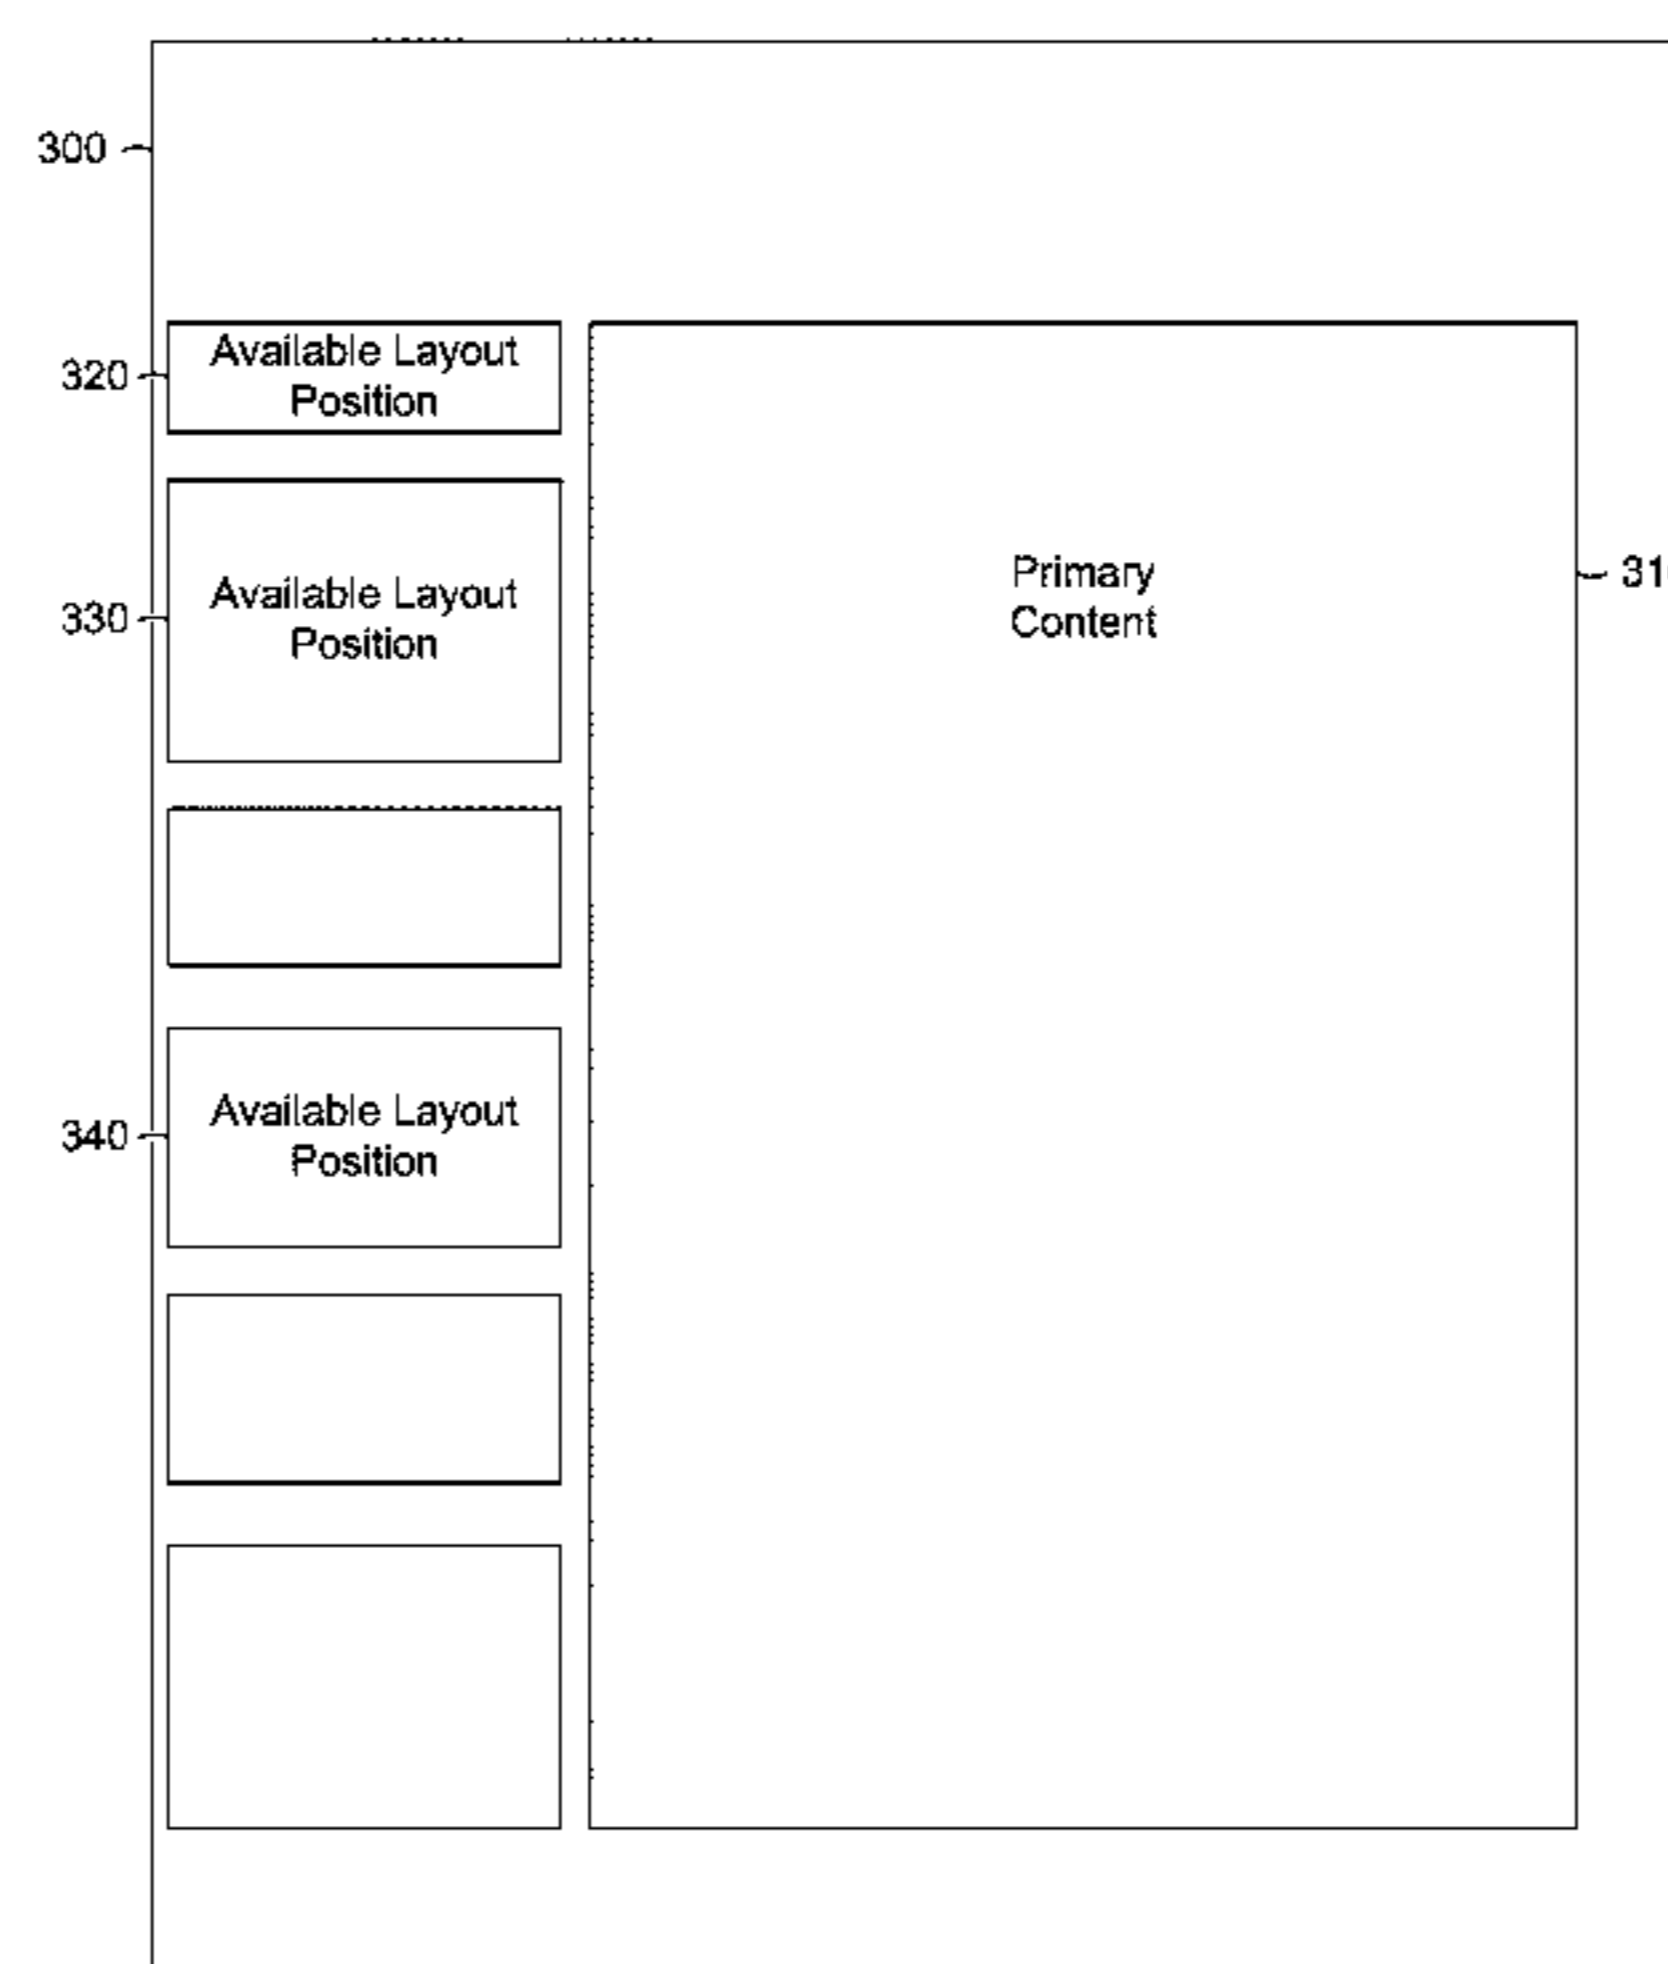 300
Available Layout
Position
320
Available Layout
Position
330
Primary
Content
Available Layout
Position
340